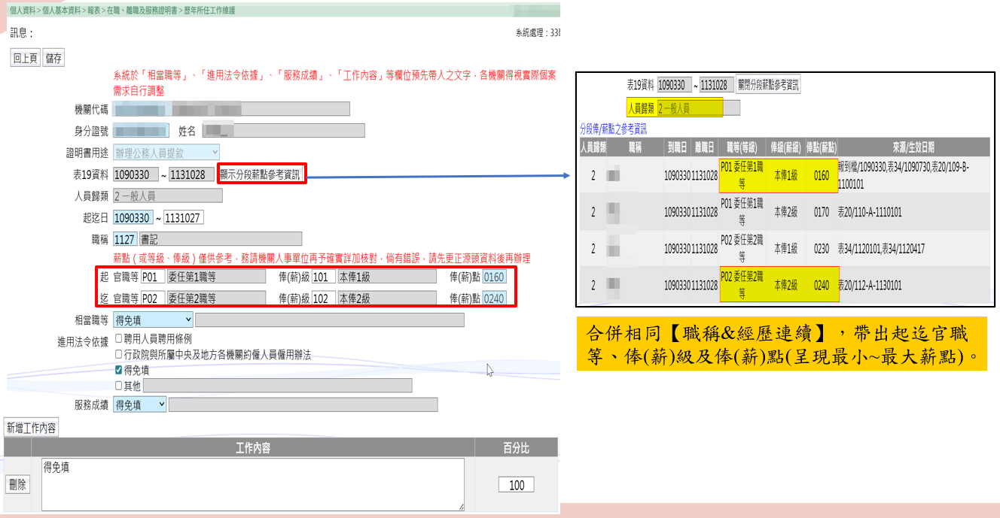 個人資料 > 個人基本資料 > 報表 > 在職、離職及服務證明書 > 歷年所任工作維護
訊息：
系統處理：33
回上頁 儲存
系統於「相當職等」、「進用法令依據」、「服務成績」、「工作內容」等欄位預先帶入之文字，各機關得視實際個案
需求自行調整
機關代碼
身分證號 姓名
證明書用途 辦理公務人員提敘
表19資料 1090330 ~ 1131028 顯示分段薪點參考資訊
人員歸類 2 一般人員
起迄日 1090330 ~ 1131027
職稱 1127 書記
薪點（或等級、俸級）僅供參考，務請機關人事單位再予確實詳加核對，倘有錯誤，請先更正源頭資料後再辦理
起 官職等 P01 委任第1職等 俸(薪)級 101 本俸1級 俸(薪)點 0160
迄 官職等 P02 委任第2職等 俸(薪)級 102 本俸2級 俸(薪)點 0240
相當職等 得免填
進用法令依據 聘用人員聘用條例
行政院與所屬中央及地方各機關約僱人員僱用辦法
得免填
其他
服務成績 得免填
新增工作內容
工作內容 百分比
刪除 得免填 100
表19資料 1090330 ~ 1131028 關閉分段薪點參考資訊
人員歸類 2 一般人員
分段俸/薪點之參考資訊
人員歸類 職稱 到職日 離職日 職等(等級) 俸級(薪級) 俸點(薪點) 來源/生效日期
2 1090330 1131028 P01 委任第1職等 本俸1級 0160 報到檔/1090330,表34/1090730,表20/109-B-1100101
2 1090330 1131028 P01 委任第1職等 本俸2級 0170 表20/110-A-1110101
2 1090330 1131028 P02 委任第2職等 本俸1級 0230 表34/1120101,表34/1120417
2 1090330 1131028 P02 委任第2職等 本俸2級 0240 表20/112-A-1130101
合併相同【職稱&經歷連續】，帶出起迄官職
等、俸(薪)級及俸(薪)點(呈現最小~最大薪點)。